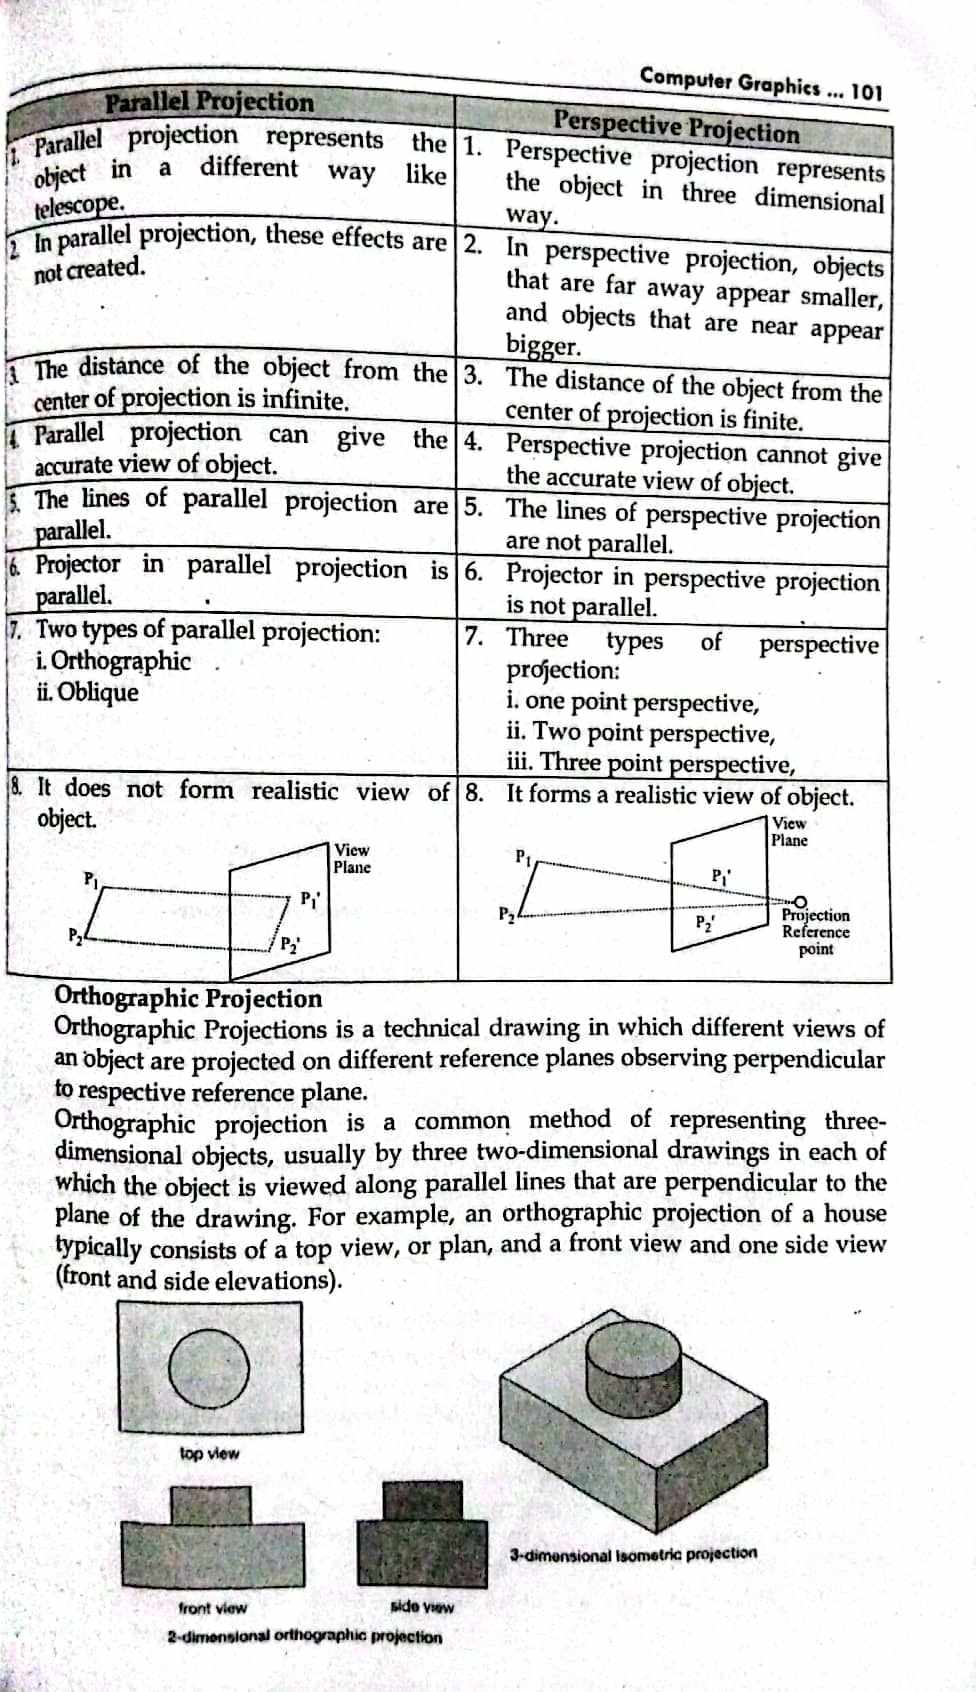 Computer Graphics ... 101
Parallel Projection
Perspective Projection
1. Parallel projection represents the
object in a different way like
telescope.
1. Perspective projection represents
the object in three dimensional
way.
2. In parallel projection, these effects are
not created.
2. In perspective projection, objects
that are far away appear smaller,
and objects that are near appear
bigger.
3. The distance of the object from the
center of projection is infinite.
3. The distance of the object from the
center of projection is finite.
4. Parallel projection can give the
accurate view of object.
4. Perspective projection cannot give
the accurate view of object.
5. The lines of parallel projection are
parallel.
5. The lines of perspective projection
are not parallel.
6. Projector in parallel projection is
parallel.
6. Projector in perspective projection
is not parallel.
7. Two types of parallel projection:
i. Orthographic
ii. Oblique
7. Three types of perspective
projection:
i. one point perspective,
ii. Two point perspective,
iii. Three point perspective,
8. It does not form realistic view of
object.
View
Plane
P1
P1'
P2
P2'
8. It forms a realistic view of object.
View
Plane
P1
P1'
P2
P2'
Projection
Reference
point
Orthographic Projection
Orthographic Projections is a technical drawing in which different views of
an object are projected on different reference planes observing perpendicular
to respective reference plane.
Orthographic projection is a common method of representing three-
dimensional objects, usually by three two-dimensional drawings in each of
which the object is viewed along parallel lines that are perpendicular to the
plane of the drawing. For example, an orthographic projection of a house
typically consists of a top view, or plan, and a front view and one side view
(front and side elevations).
top view
front view
side view
2-dimensional orthographic projection
3-dimensional Isometric projection